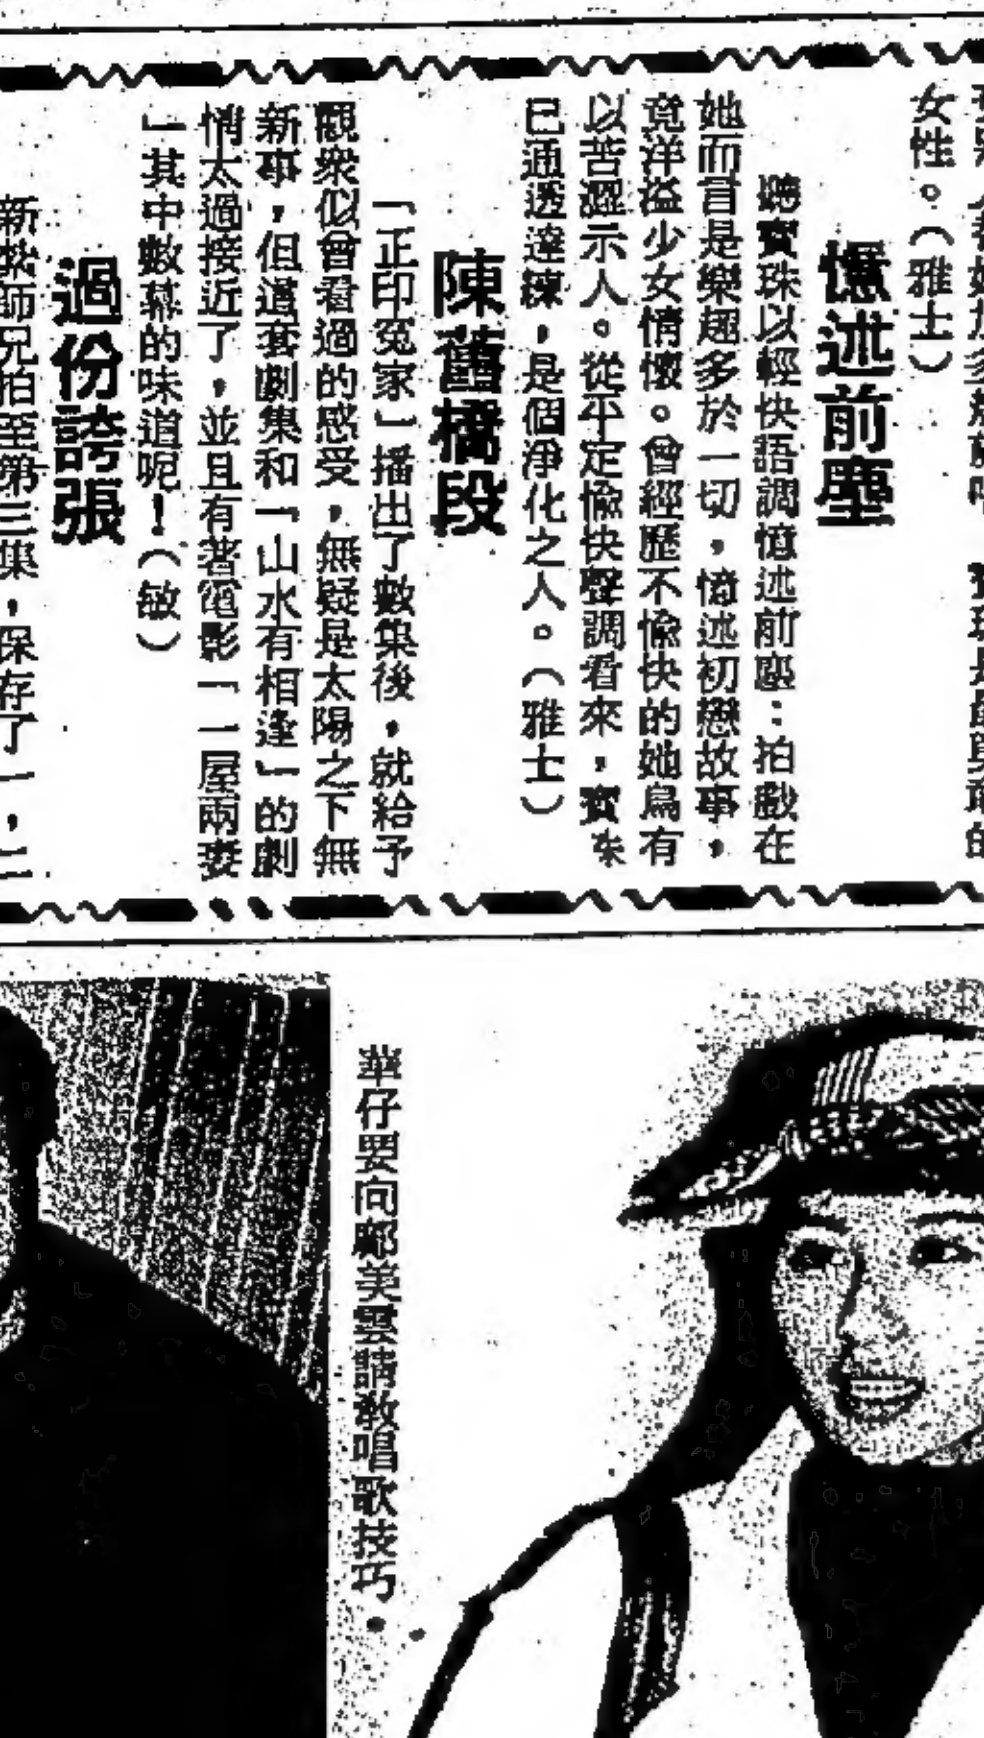 女性。（雅士）
憶述前塵
聽寶珠以輕快語調憶述前塵：拍戲在
她而言是樂趣多於一切，憶述初戀故事，
竟洋溢少女情懷。曾經歷不愉快的她烏有
以苦澀示人。從平定愉快聲調看來，寶珠
已通透達練，是個淨化之人。（雅士）
陳舊橋段
「正印冤家」播出了數集後，就給予
觀衆似曾看過的感受，無疑是太陽之下無
新事，但這套劇集和「山水有相逢」的劇
情太過接近了，並且有著電影「一屋兩妻
」其中數幕的味道呢！（敏）
過份誇張
師兄拍至第三集，保存了一，二
華仔要向鄺美雲請教唱歌技巧。